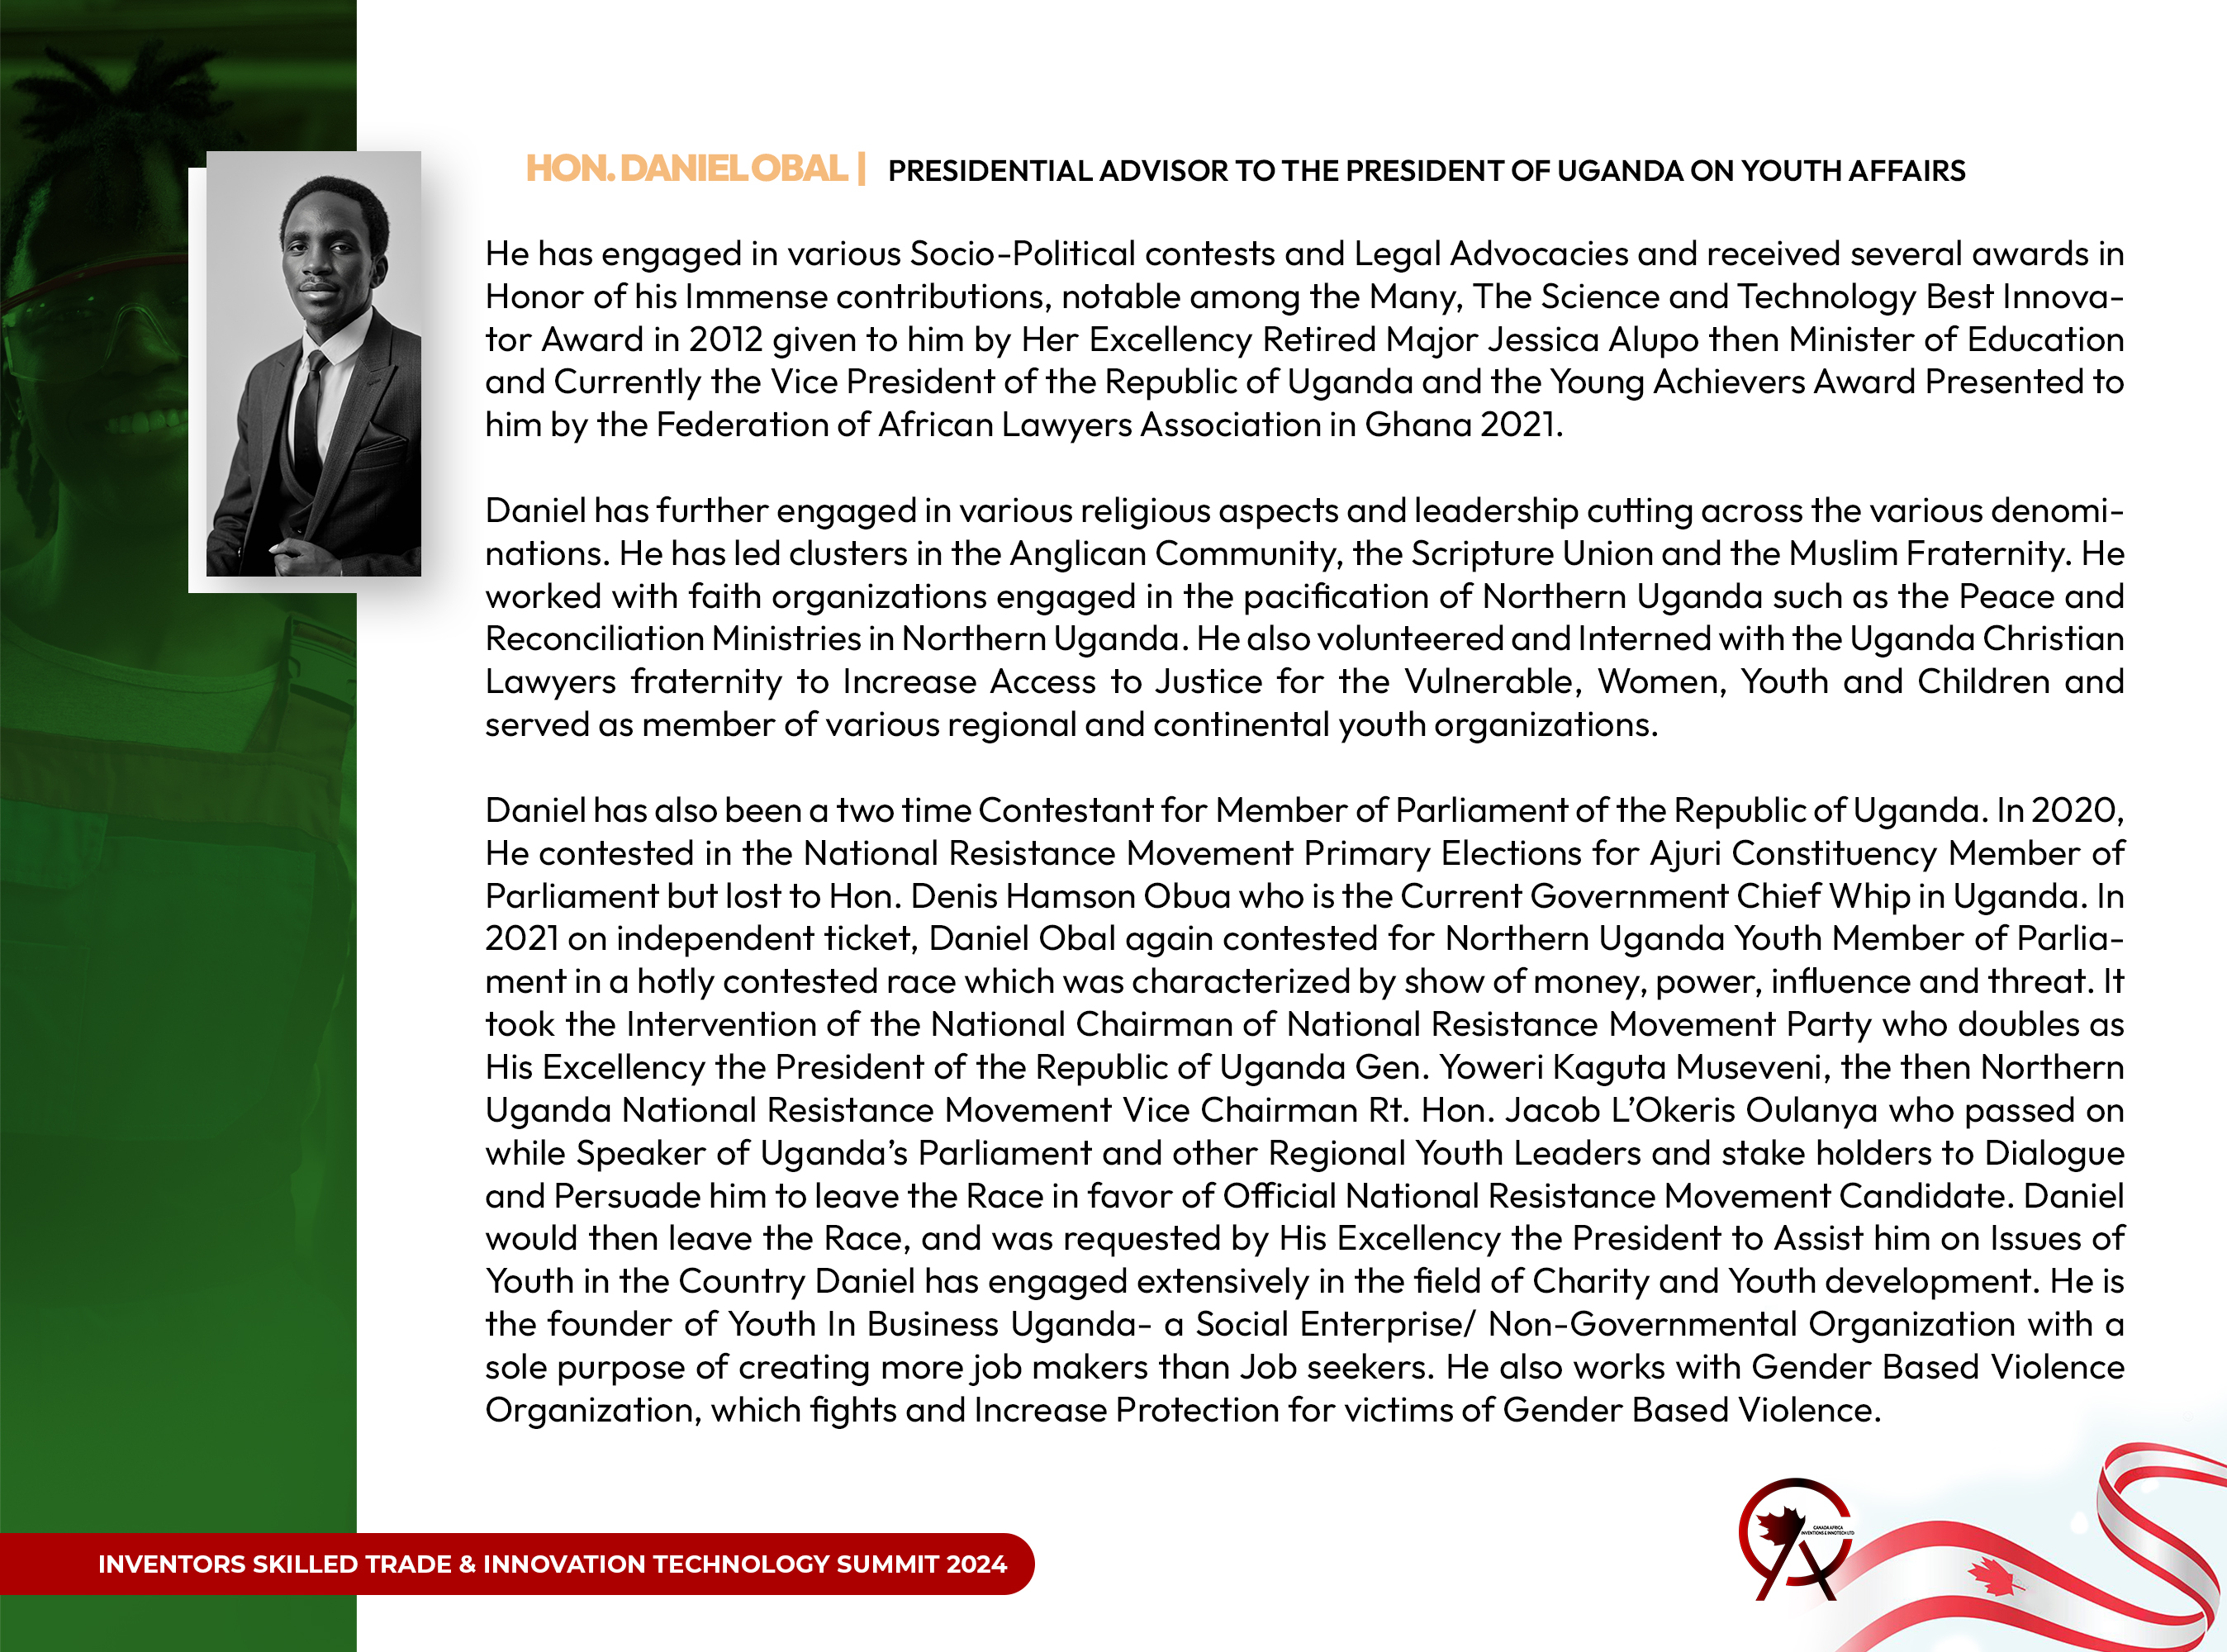 HON. DANIEL OBAL | PRESIDENTIAL ADVISOR TO THE PRESIDENT OF UGANDA ON YOUTH AFFAIRS
He has engaged in various Socio-Political contests and Legal Advocacies and received several awards in
Honor of his Immense contributions, notable among the Many, The Science and Technology Best Innova-
tor Award in 2012 given to him by Her Excellency Retired Major Jessica Alupo then Minister of Education
and Currently the Vice President of the Republic of Uganda and the Young Achievers Award Presented to
him by the Federation of African Lawyers Association in Ghana 2021.
Daniel has further engaged in various religious aspects and leadership cutting across the various denomi-
nations. He has led clusters in the Anglican Community, the Scripture Union and the Muslim Fraternity. He
worked with faith organizations engaged in the pacification of Northern Uganda such as the Peace and
Reconciliation Ministries in Northern Uganda. He also volunteered and Interned with the Uganda Christian
Lawyers fraternity to Increase Access to Justice for the Vulnerable, Women, Youth and Children and
served as member of various regional and continental youth organizations.
Daniel has also been a two time Contestant for Member of Parliament of the Republic of Uganda. In 2020,
He contested in the National Resistance Movement Primary Elections for Ajuri Constituency Member of
Parliament but lost to Hon. Denis Hamson Obua who is the Current Government Chief Whip in Uganda. In
2021 on independent ticket, Daniel Obal again contested for Northern Uganda Youth Member of Parlia-
ment in a hotly contested race which was characterized by show of money, power, influence and threat. It
took the Intervention of the National Chairman of National Resistance Movement Party who doubles as
His Excellency the President of the Republic of Uganda Gen. Yoweri Kaguta Museveni, the then Northern
Uganda National Resistance Movement Vice Chairman Rt. Hon. Jacob L’Okeris Oulanya who passed on
while Speaker of Uganda’s Parliament and other Regional Youth Leaders and stake holders to Dialogue
and Persuade him to leave the Race in favor of Official National Resistance Movement Candidate. Daniel
would then leave the Race, and was requested by His Excellency the President to Assist him on Issues of
Youth in the Country Daniel has engaged extensively in the field of Charity and Youth development. He is
the founder of Youth In Business Uganda- a Social Enterprise/ Non-Governmental Organization with a
sole purpose of creating more job makers than Job seekers. He also works with Gender Based Violence
Organization, which fights and Increase Protection for victims of Gender Based Violence.
CANADA AFRICA
INVENTIONS & INNOTECH LTD
INVENTORS SKILLED TRADE & INNOVATION TECHNOLOGY SUMMIT 2024